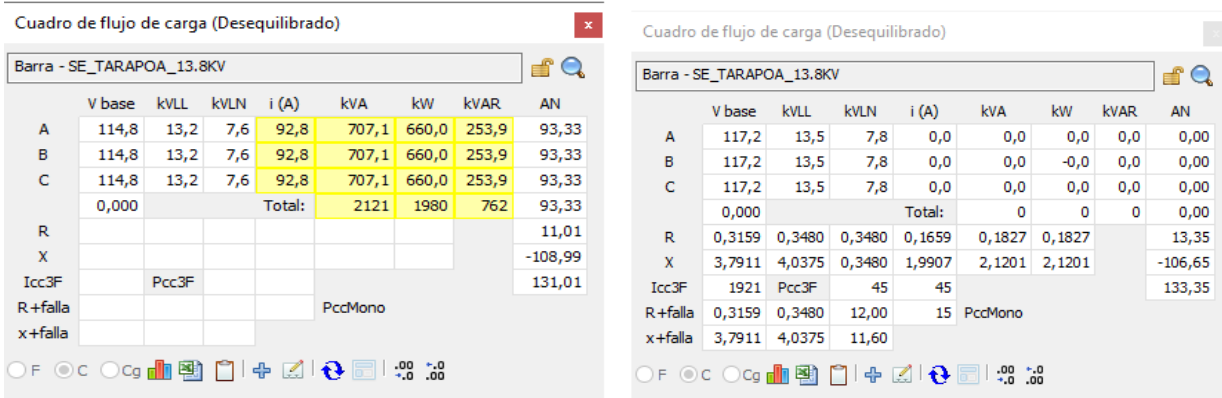 Cuadro de flujo de carga (Desequilibrado) x
Barra - SE_TARAPOA_13.8KV
V base kVLL kVLN i (A) kVA kW kVAR AN
A 114,8 13,2 7,6 92,8 707,1 660,0 253,9 93,33
B 114,8 13,2 7,6 92,8 707,1 660,0 253,9 93,33
C 114,8 13,2 7,6 92,8 707,1 660,0 253,9 93,33
0,000 Total: 2121 1980 762 93,33
R 11,01
X -108,99
Icc3F Pcc3F 131,01
R+falla PccMono
x+falla
F C Cg .00 +.0 +.0 .00
Cuadro de flujo de carga (Desequilibrado) x
Barra - SE_TARAPOA_13.8KV
V base kVLL kVLN i (A) kVA kW kVAR AN
A 117,2 13,5 7,8 0,0 0,0 0,0 0,0 0,00
B 117,2 13,5 7,8 0,0 0,0 -0,0 0,0 0,00
C 117,2 13,5 7,8 0,0 0,0 0,0 0,0 0,00
0,000 Total: 0 0 0 0,00
R 0,3159 0,3480 0,3480 0,1659 0,1827 0,1827 13,35
X 3,7911 4,0375 0,3480 1,9907 2,1201 2,1201 -106,65
Icc3F 1921 Pcc3F 45 45 133,35
R+falla 0,3159 0,3480 12,00 15 PccMono
x+falla 3,7911 4,0375 11,60
F C Cg .00 +.0 +.0 .00